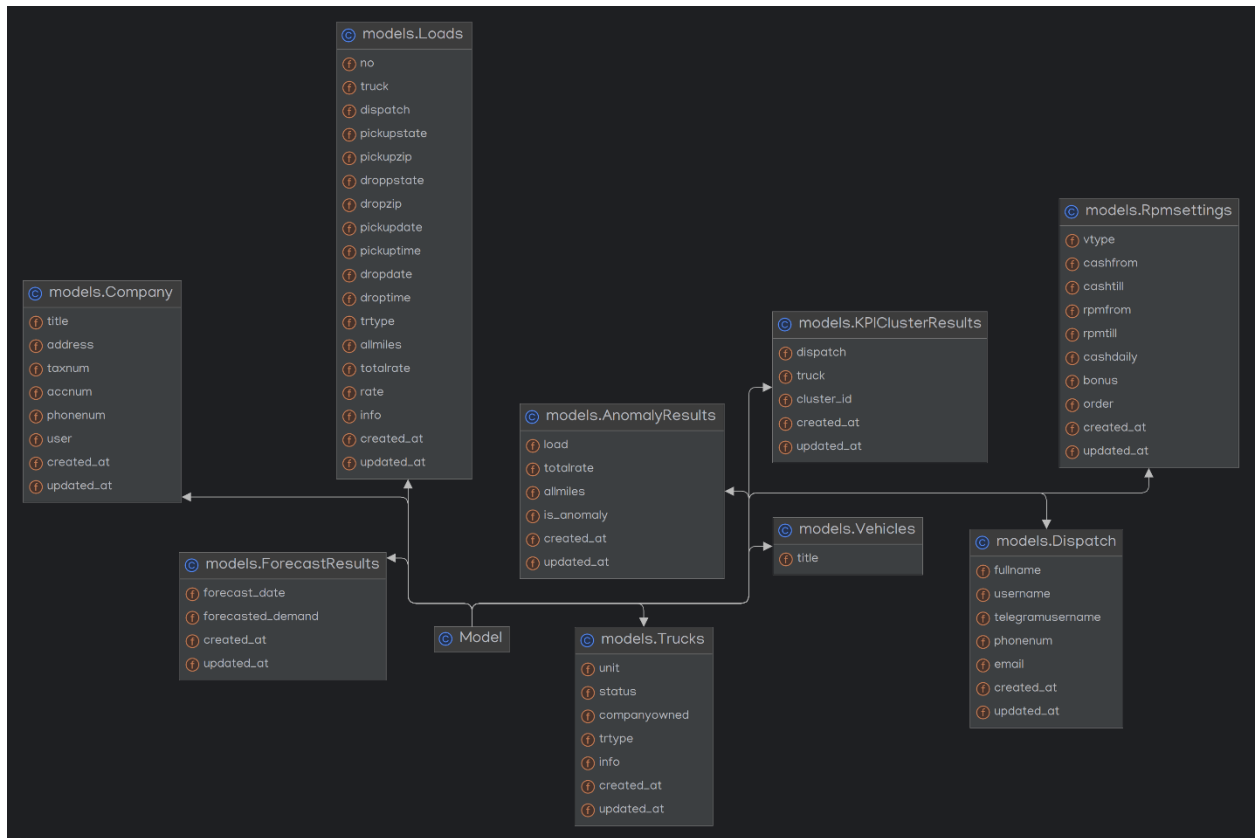 models.Loads
no
truck
dispatch
pickupstate
pickupzip
droppstate
dropzip
pickupdate
pickuptime
dropdate
droptime
trtype
allmiles
totalrate
rate
info
created_at
updated_at
models.Rpmsettings
vtype
cashfrom
cashtill
rpmfrom
rpmtill
cashdaily
bonus
order
created_at
updated_at
models.Company
title
address
taxnum
accnum
phonenum
user
created_at
updated_at
models.KPIClusterResults
dispatch
truck
cluster_id
created_at
updated_at
models.AnomalyResults
load
totalrate
allmiles
is_anomaly
created_at
updated_at
models.Vehicles
title
models.Dispatch
fullname
username
telegramusername
phonenum
email
created_at
updated_at
models.ForecastResults
forecast_date
forecasted_demand
created_at
updated_at
Model
models.Trucks
unit
status
companyowned
trtype
info
created_at
updated_at